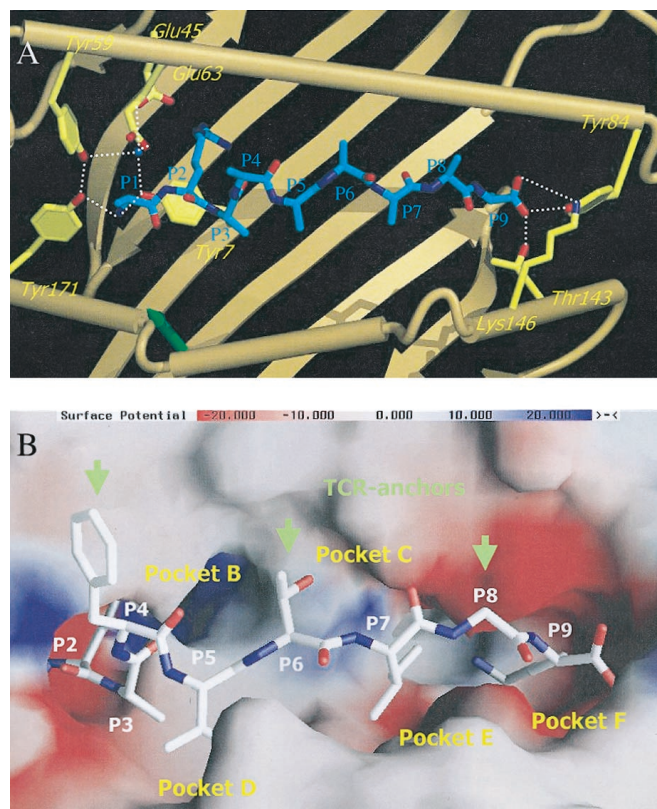 A
Tyr59
Glu45
Glu63
Tyr84
P1
P2
P4
P5
P6
P8
P3
P7
P9
Tyr7
Tyr171
Thr143
Lys146
Surface Potential -20.000 -10.000 0.000 10.000 20.000 >-<
B
TCR-anchors
Pocket B
Pocket C
P4
P8
P2
P5
P6
P7
P9
P3
Pocket E
Pocket F
Pocket D